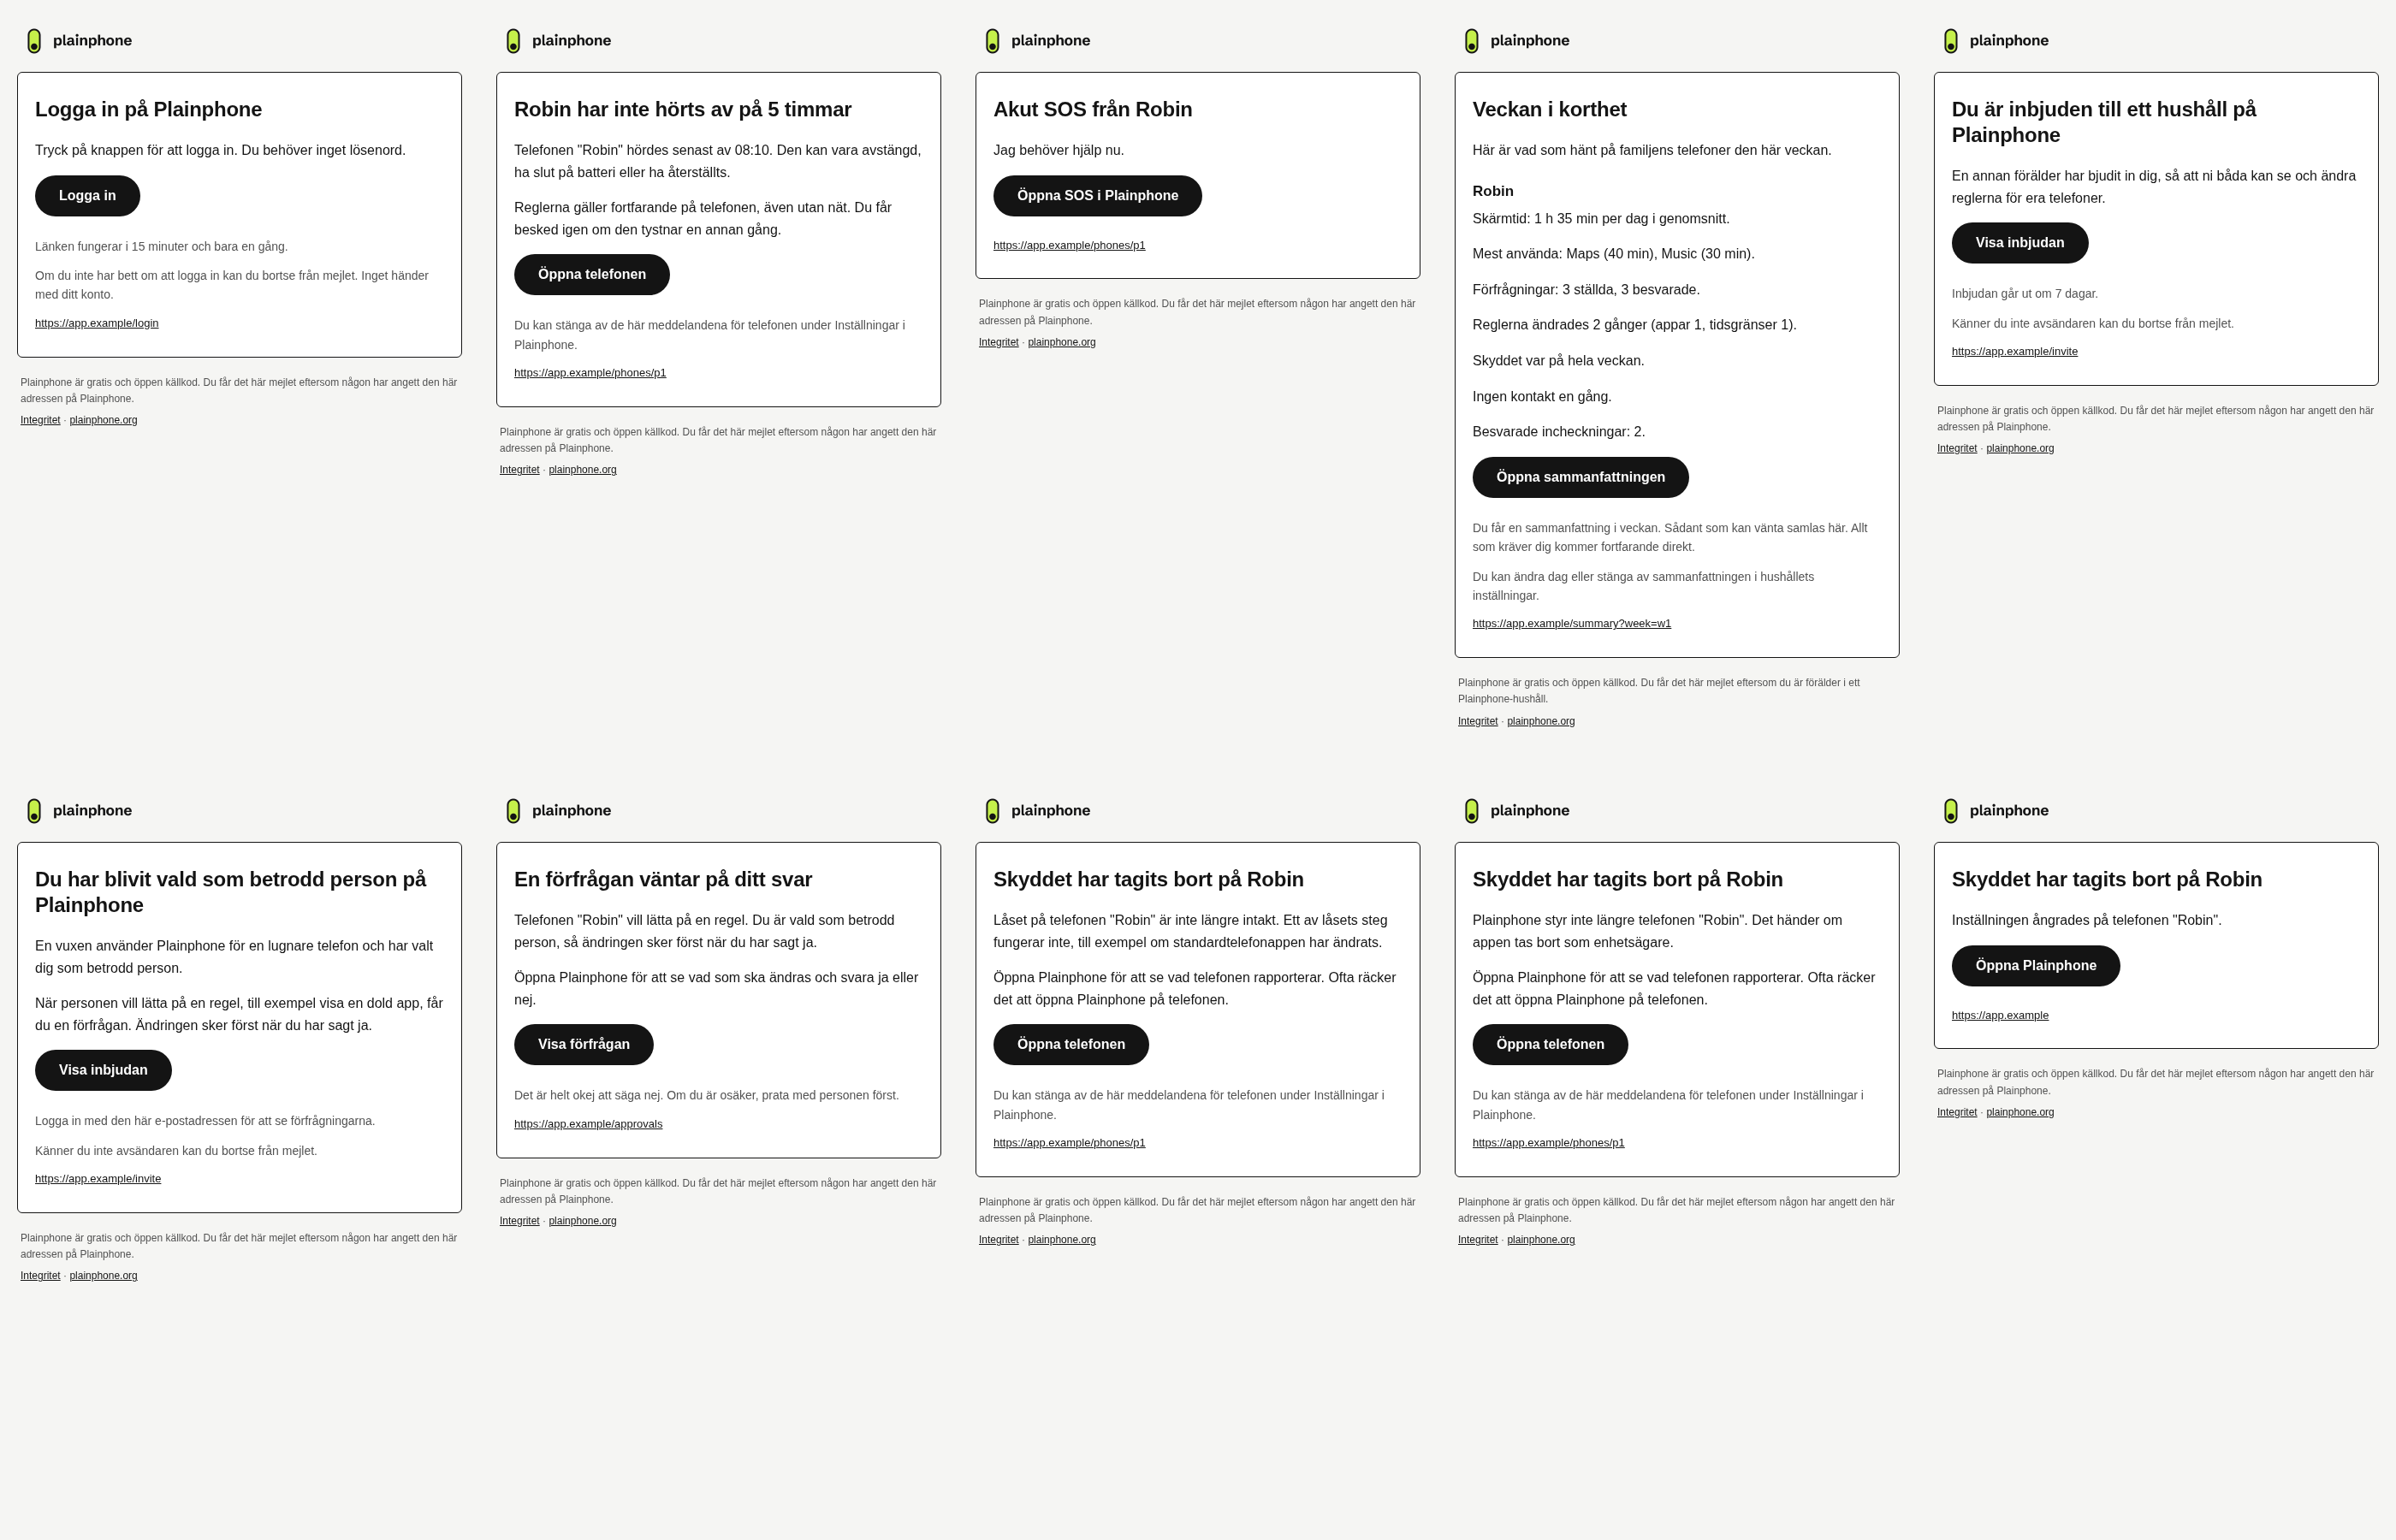 plainphone
Logga in på Plainphone
Tryck på knappen för att logga in. Du behöver inget lösenord.
Logga in
Länken fungerar i 15 minuter och bara en gång.
Om du inte har bett om att logga in kan du bortse från mejlet. Inget händer
med ditt konto.
https://app.example/login
Plainphone är gratis och öppen källkod. Du får det här mejlet eftersom någon har angett den här
adressen på Plainphone.
Integritet · plainphone.org
plainphone
Robin har inte hörts av på 5 timmar
Telefonen "Robin" hördes senast av 08:10. Den kan vara avstängd,
ha slut på batteri eller ha återställts.
Reglerna gäller fortfarande på telefonen, även utan nät. Du får
besked igen om den tystnar en annan gång.
Öppna telefonen
Du kan stänga av de här meddelandena för telefonen under Inställningar i
Plainphone.
https://app.example/phones/p1
Plainphone är gratis och öppen källkod. Du får det här mejlet eftersom någon har angett den här
adressen på Plainphone.
Integritet · plainphone.org
plainphone
Akut SOS från Robin
Jag behöver hjälp nu.
Öppna SOS i Plainphone
https://app.example/phones/p1
Plainphone är gratis och öppen källkod. Du får det här mejlet eftersom någon har angett den här
adressen på Plainphone.
Integritet · plainphone.org
plainphone
Veckan i korthet
Här är vad som hänt på familjens telefoner den här veckan.
Robin
Skärmtid: 1 h 35 min per dag i genomsnitt.
Mest använda: Maps (40 min), Music (30 min).
Förfrågningar: 3 ställda, 3 besvarade.
Reglerna ändrades 2 gånger (appar 1, tidsgränser 1).
Skyddet var på hela veckan.
Ingen kontakt en gång.
Besvarade incheckningar: 2.
Öppna sammanfattningen
Du får en sammanfattning i veckan. Sådant som kan vänta samlas här. Allt
som kräver dig kommer fortfarande direkt.
Du kan ändra dag eller stänga av sammanfattningen i hushållets
inställningar.
https://app.example/summary?week=w1
Plainphone är gratis och öppen källkod. Du får det här mejlet eftersom du är förälder i ett
Plainphone-hushåll.
Integritet · plainphone.org
plainphone
Du är inbjuden till ett hushåll på
Plainphone
En annan förälder har bjudit in dig, så att ni båda kan se och ändra
reglerna för era telefoner.
Visa inbjudan
Inbjudan går ut om 7 dagar.
Känner du inte avsändaren kan du bortse från mejlet.
https://app.example/invite
Plainphone är gratis och öppen källkod. Du får det här mejlet eftersom någon har angett den här
adressen på Plainphone.
Integritet · plainphone.org
plainphone
Du har blivit vald som betrodd person på
Plainphone
En vuxen använder Plainphone för en lugnare telefon och har valt
dig som betrodd person.
När personen vill lätta på en regel, till exempel visa en dold app, får
du en förfrågan. Ändringen sker först när du har sagt ja.
Visa inbjudan
Logga in med den här e-postadressen för att se förfrågningarna.
Känner du inte avsändaren kan du bortse från mejlet.
https://app.example/invite
Plainphone är gratis och öppen källkod. Du får det här mejlet eftersom någon har angett den här
adressen på Plainphone.
Integritet · plainphone.org
plainphone
En förfrågan väntar på ditt svar
Telefonen "Robin" vill lätta på en regel. Du är vald som betrodd
person, så ändringen sker först när du har sagt ja.
Öppna Plainphone för att se vad som ska ändras och svara ja eller
nej.
Visa förfrågan
Det är helt okej att säga nej. Om du är osäker, prata med personen först.
https://app.example/approvals
Plainphone är gratis och öppen källkod. Du får det här mejlet eftersom någon har angett den här
adressen på Plainphone.
Integritet · plainphone.org
plainphone
Skyddet har tagits bort på Robin
Låset på telefonen "Robin" är inte längre intakt. Ett av låsets steg
fungerar inte, till exempel om standardtelefonappen har ändrats.
Öppna Plainphone för att se vad telefonen rapporterar. Ofta räcker
det att öppna Plainphone på telefonen.
Öppna telefonen
Du kan stänga av de här meddelandena för telefonen under Inställningar i
Plainphone.
https://app.example/phones/p1
Plainphone är gratis och öppen källkod. Du får det här mejlet eftersom någon har angett den här
adressen på Plainphone.
Integritet · plainphone.org
plainphone
Skyddet har tagits bort på Robin
Plainphone styr inte längre telefonen "Robin". Det händer om
appen tas bort som enhetsägare.
Öppna Plainphone för att se vad telefonen rapporterar. Ofta räcker
det att öppna Plainphone på telefonen.
Öppna telefonen
Du kan stänga av de här meddelandena för telefonen under Inställningar i
Plainphone.
https://app.example/phones/p1
Plainphone är gratis och öppen källkod. Du får det här mejlet eftersom någon har angett den här
adressen på Plainphone.
Integritet · plainphone.org
plainphone
Skyddet har tagits bort på Robin
Inställningen ångrades på telefonen "Robin".
Öppna Plainphone
https://app.example
Plainphone är gratis och öppen källkod. Du får det här mejlet eftersom någon har angett den här
adressen på Plainphone.
Integritet · plainphone.org